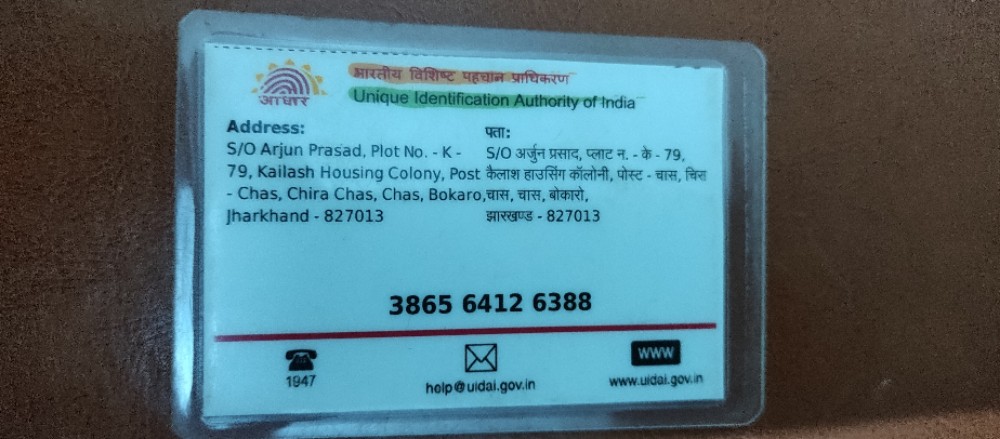 भारतीय विशिष्ट पहचान प्राधिकरण
आधार
Unique Identification Authority of India
Address:
S/O Arjun Prasad, Plot No. - K -
79, Kailash Housing Colony, Post
- Chas, Chira Chas, Chas, Bokaro,
Jharkhand - 827013
पता:
S/O अर्जुन प्रसाद, प्लाट न. - के - 79,
कैलाश हाउसिंग कॉलोनी, पोस्ट - चास, चिरा
चास, चास, बोकारो,
झारखण्ड - 827013
3865 6412 6388
1947
help@uidai.gov.in
WWW
www.uidai.gov.in